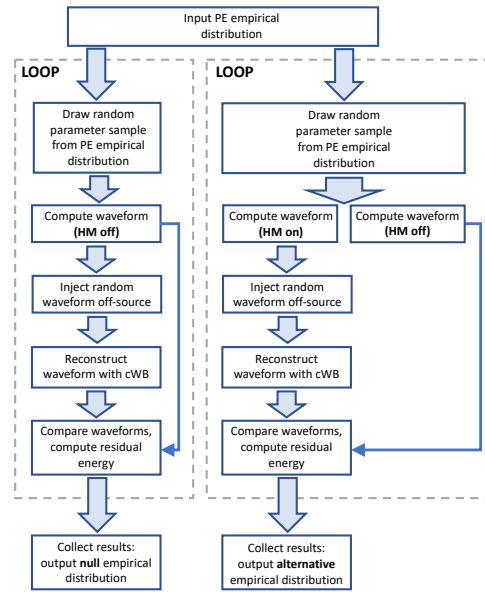 Input PE empirical
distribution
LOOP
Draw random
parameter sample
from PE empirical
distribution
Compute waveform
(HM off)
Inject random
waveform off-source
Reconstruct
waveform with cWB
Compare waveforms,
compute residual
energy
Collect results:
output null empirical
distribution
LOOP
Draw random
parameter sample
from PE empirical
distribution
Compute waveform
(HM on)
Compute waveform
(HM off)
Inject random
waveform off-source
Reconstruct
waveform with cWB
Compare waveforms,
compute residual
energy
Collect results:
output alternative
empirical distribution